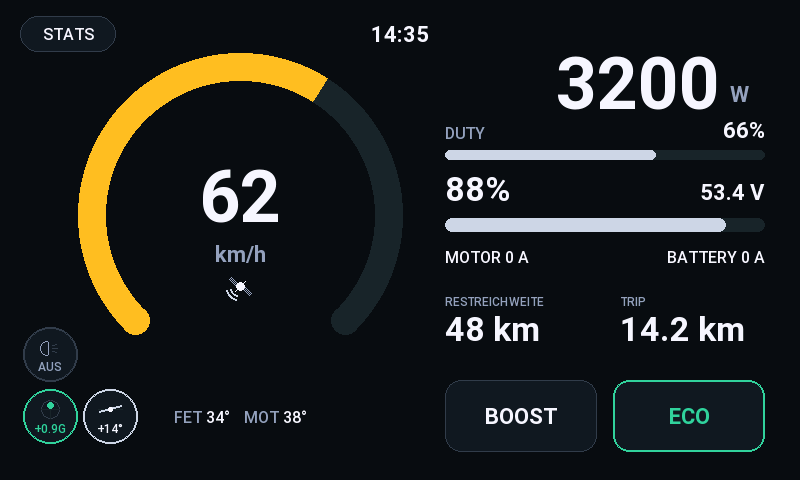 STATS
14:35
3200 W
DUTY 66%
62
km/h
88% 53.4 V
MOTOR 0 A BATTERY 0 A
RESTREICHWEITE TRIP
48 km 14.2 km
AUS
+0.9G +14°
FET 34° MOT 38°
BOOST ECO